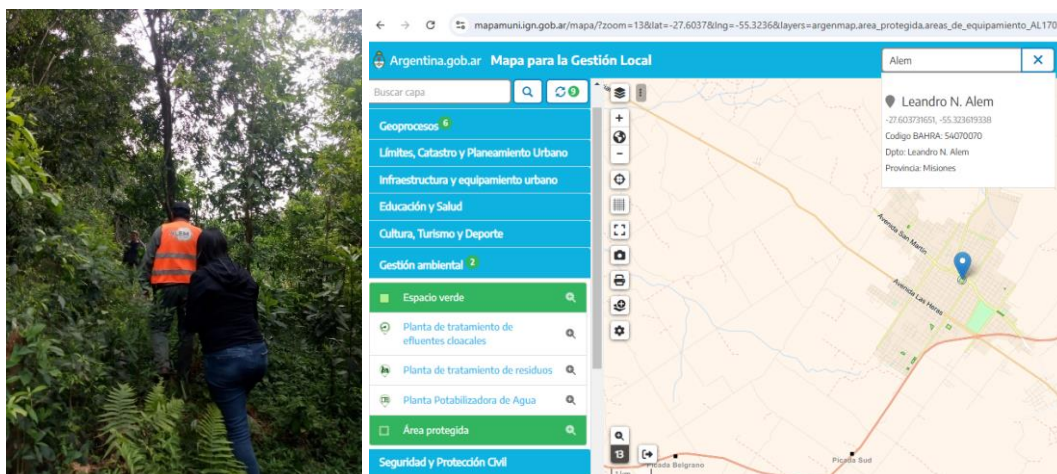 mapamuni.ign.gob.ar/mapa/?zoom=13&lat=-27.6037&lng=-55.3236&layers=argenmap,area_protegida,areas_de_equipamiento_AL170
Argentina.gob.ar Mapa para la Gestión Local
Alem
Buscar capa
9
Geoprocesos 6
Límites, Catastro y Planeamiento Urbano
Infraestructura y equipamiento urbano
Educación y Salud
Cultura, Turismo y Deporte
Gestión ambiental 2
Espacio verde
Planta de tratamiento de
efluentes cloacales
Planta de tratamiento de residuos
Planta Potabilizadora de Agua
Área protegida
Seguridad y Protección Civil
Leandro N. Alem
-27.603731651, -55.323619338
Codigo BAHRA: 54070070
Dpto: Leandro N. Alem
Provincia: Misiones
Avenida San Martín
Avenida Las Heras
13
Picada Belgrano
Picada Sud